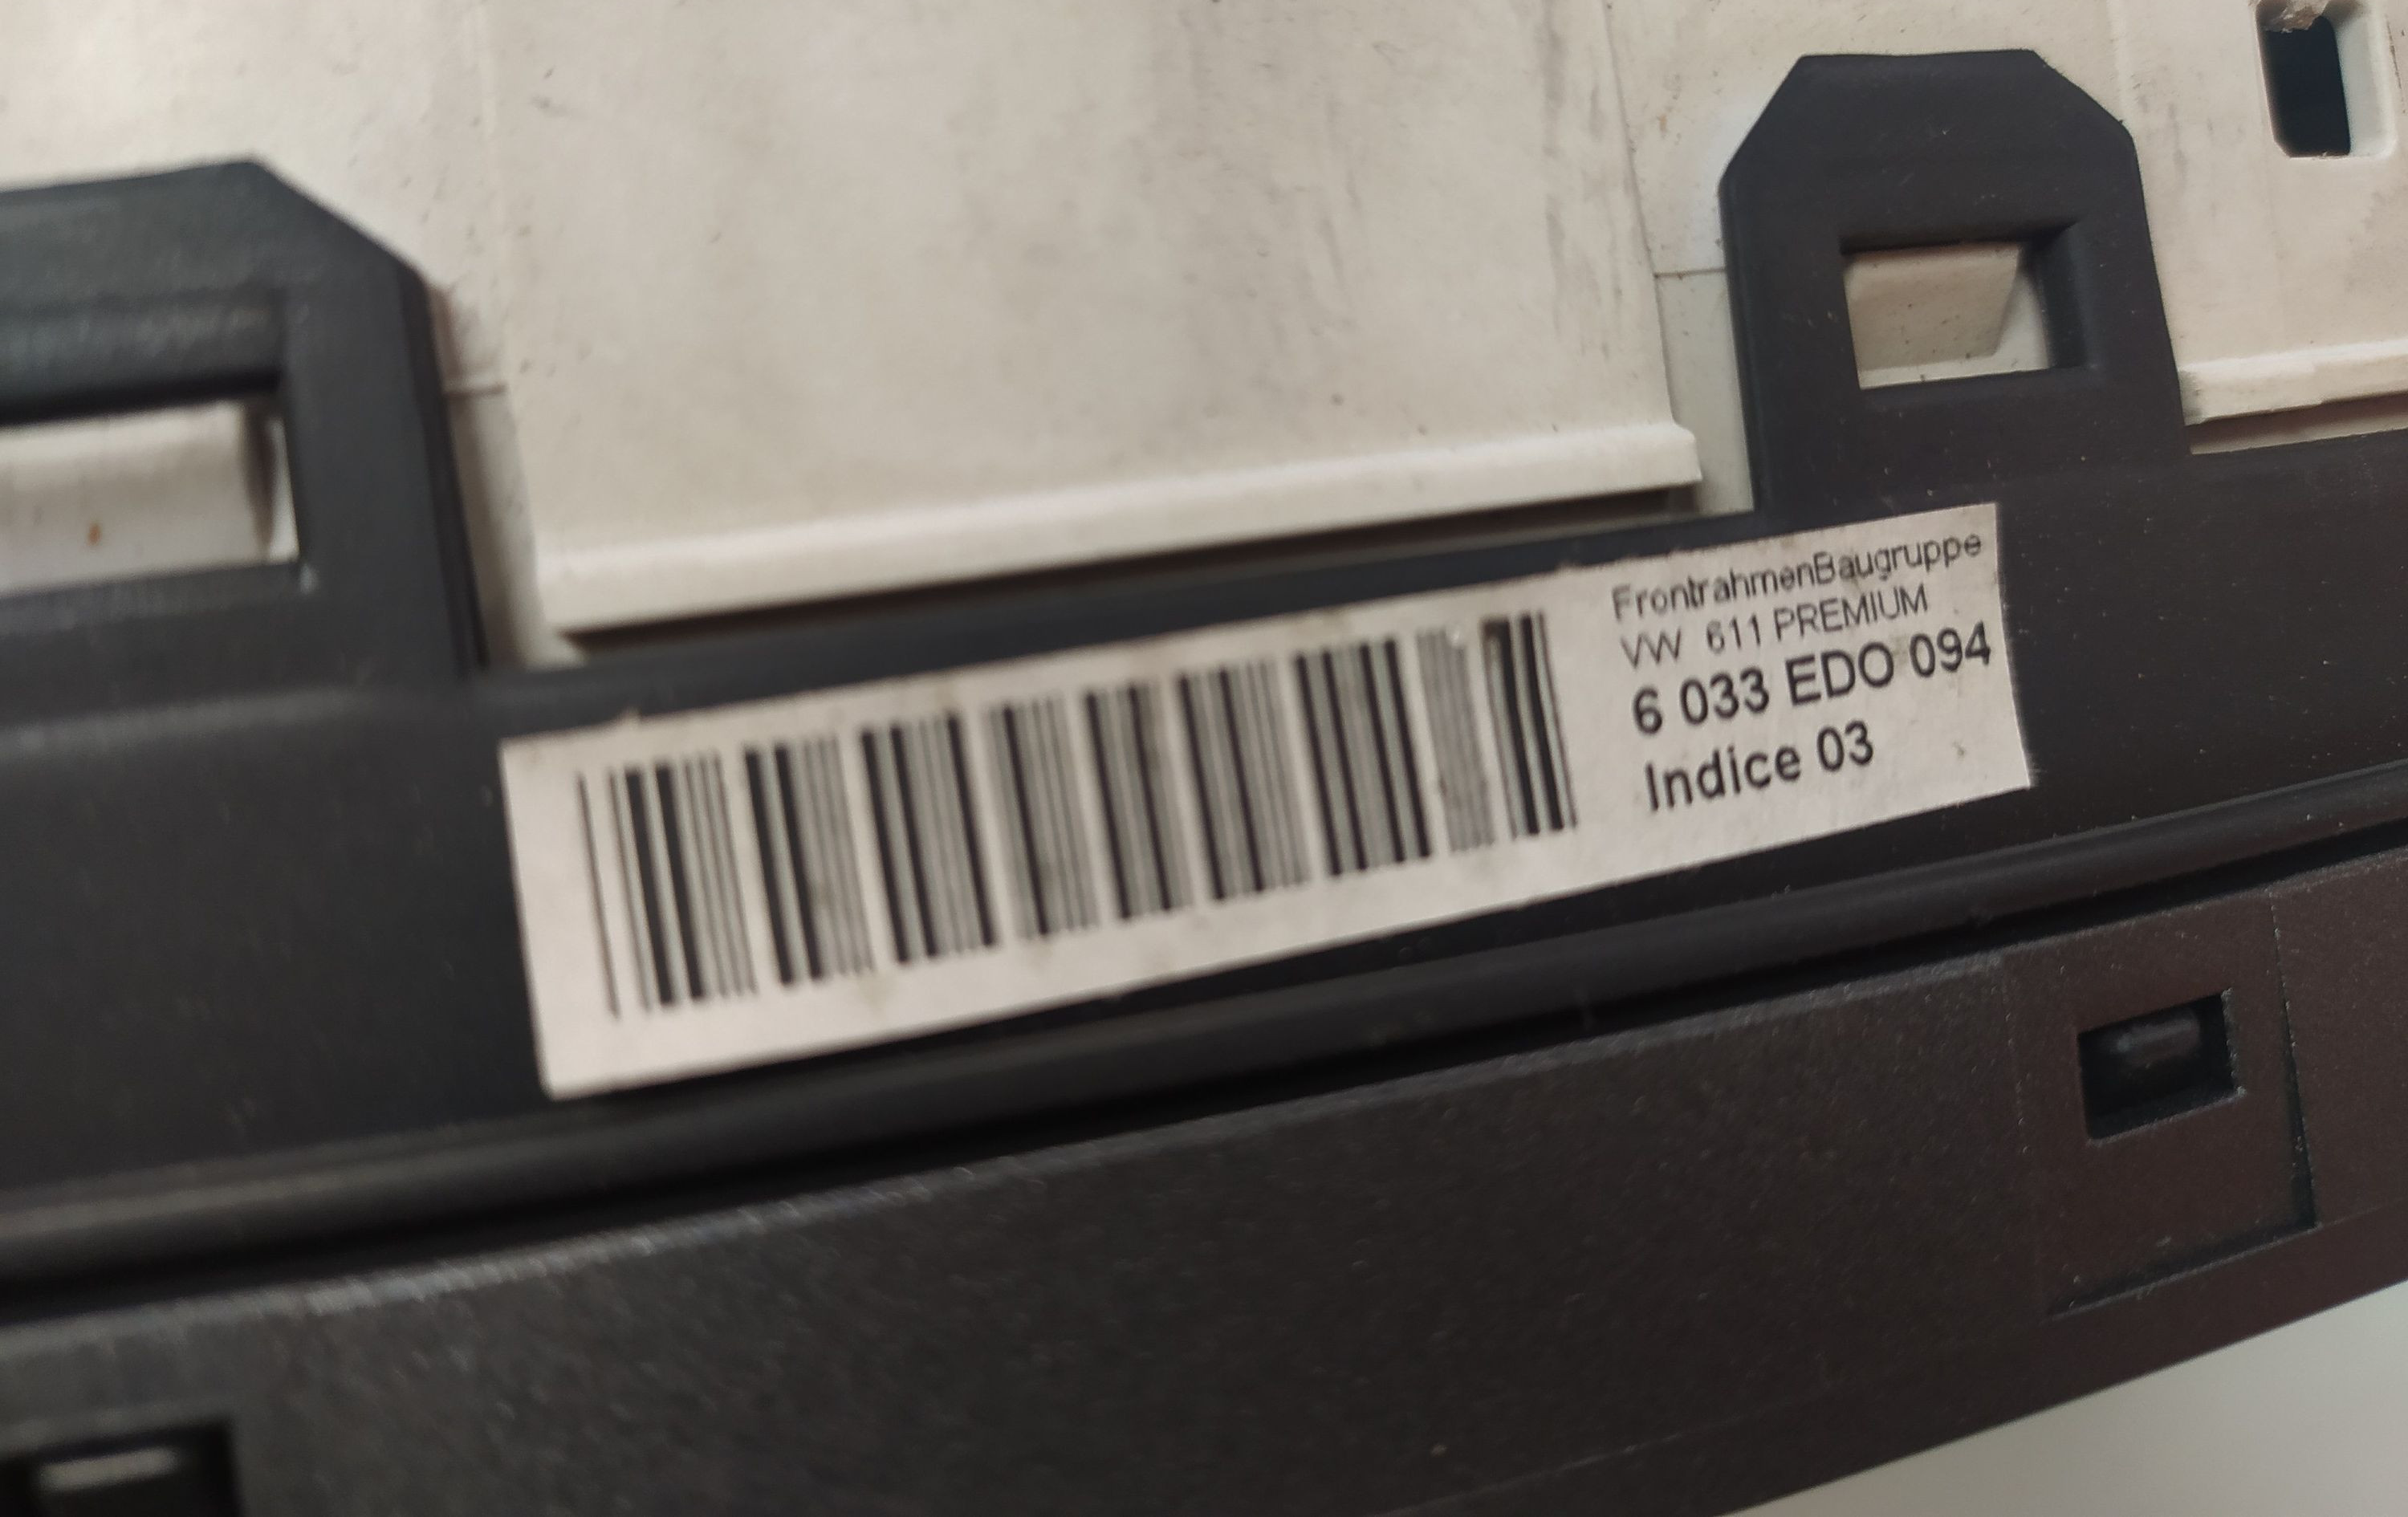 FrontrahmenBaugruppe
VW 611 PREMIUM
6 033 EDO 094
Indice 03